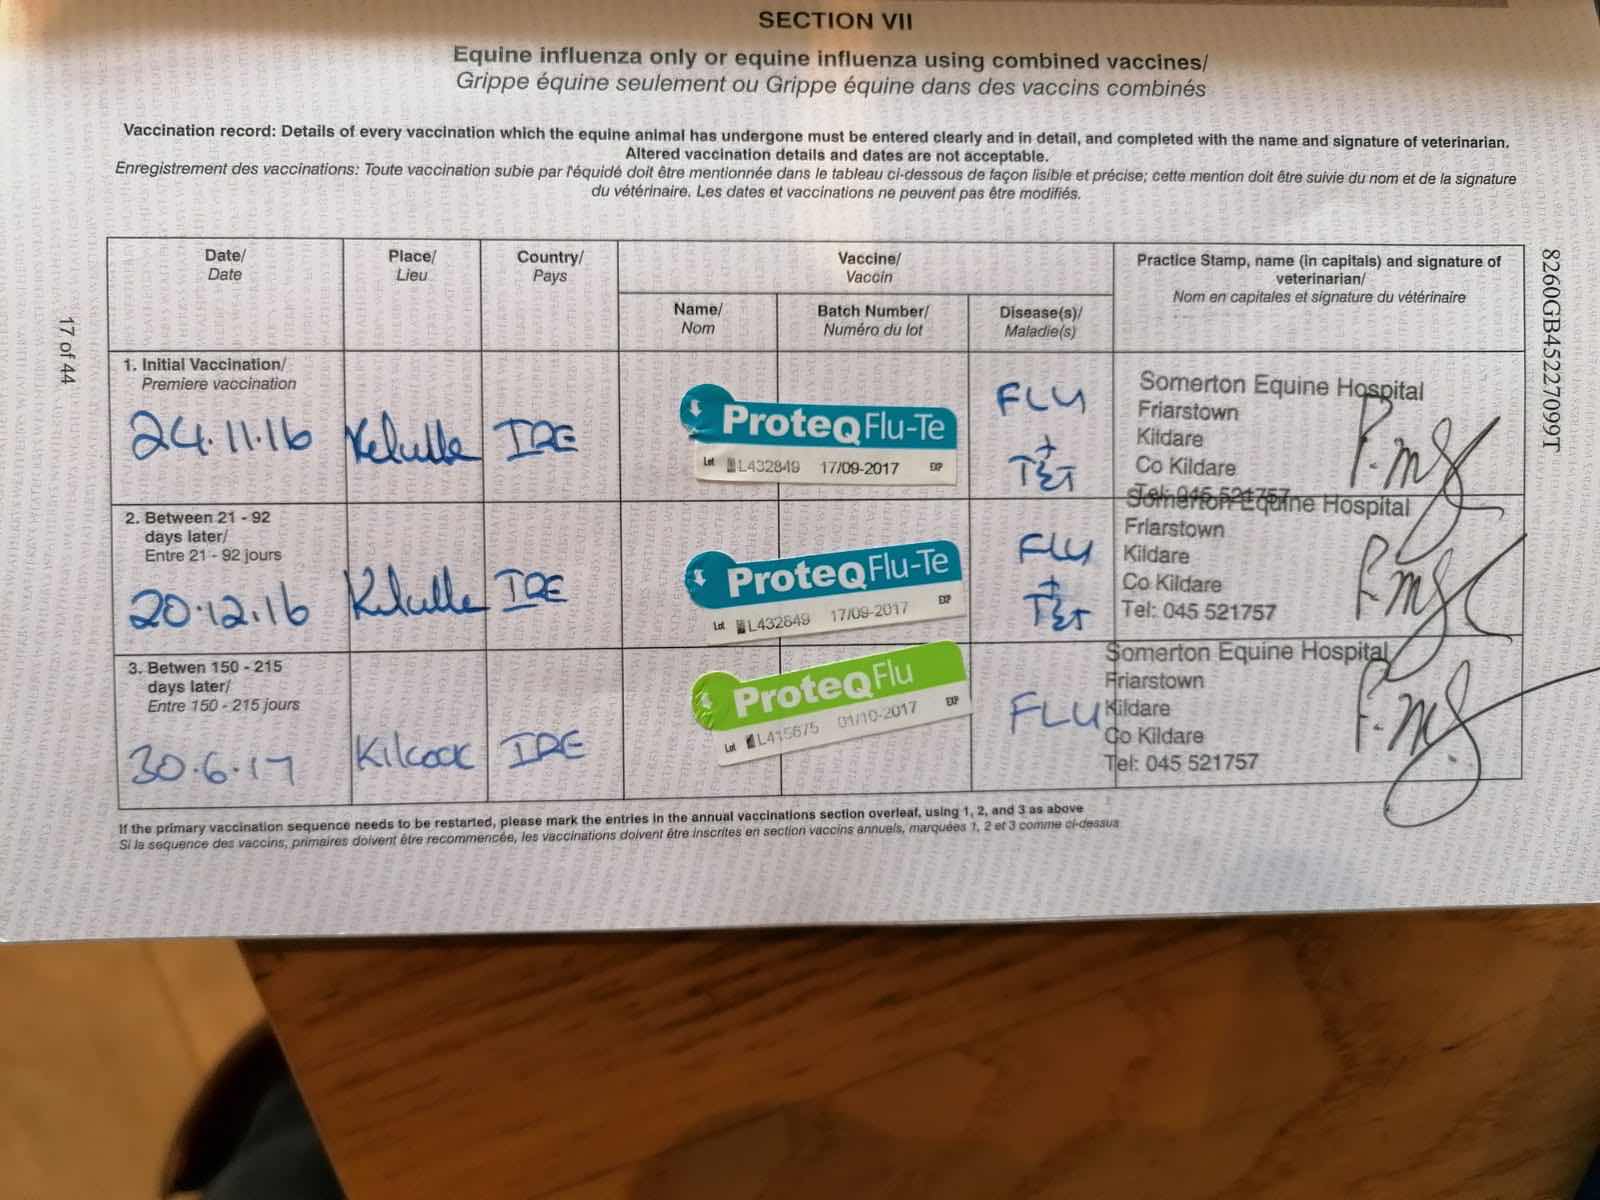 SECTION VII
Equine influenza only or equine influenza using combined vaccines/
Grippe équine seulement ou Grippe équine dans des vaccins combinés
Vaccination record: Details of every vaccination which the equine animal has undergone must be entered clearly and in detail, and completed with the name and signature of veterinarian.
Altered vaccination details and dates are not acceptable.
Enregistrement des vaccinations: Toute vaccination subie par l'équidé doit être mentionnée dans le tableau ci-dessous de façon lisible et précise; cette mention doit être suivie du nom et de la signature
du vétérinaire. Les dates et vaccinations ne peuvent pas être modifiés.
Date/
Date
Place/
Lieu
Country/
Pays
Vaccine/
Vaccin
Name/
Nom
Batch Number/
Numéro du lot
Disease(s)/
Maladie(s)
Practice Stamp, name (in capitals) and signature of
veterinarian/
Nom en capitales et signature du vétérinaire
1. Initial Vaccination/
Premiere vaccination
24.11.16
IRE
ProteqFlu-Te
Lot L432849 17/09-2017 EXP
FLU
+
TET
Somerton Equine Hospital
Friarstown
Kildare
Co Kildare
Tel: 045 521757
2. Between 21 - 92
days later/
Entre 21 - 92 jours
20.12.16
IRE
ProteqFlu-Te
Lot L432849 17/09-2017 EXP
FLU
+
TET
Somerton Equine Hospital
Friarstown
Kildare
Co Kildare
Tel: 045 521757
3. Betwen 150 - 215
days later/
Entre 150 - 215 jours
30.6.17
Kilcock
IRE
ProteqFlu
Lot L415675 01/10-2017 EXP
FLU
Somerton Equine Hospital
Friarstown
Kildare
Co Kildare
Tel: 045 521757
If the primary vaccination sequence needs to be restarted, please mark the entries in the annual vaccinations section overleaf, using 1, 2, and 3 as above
Si la sequence des vaccins, primaires doivent être recommencée, les vaccinations doivent être inscrites en section vaccins annuels, marquées 1, 2 et 3 comme ci-dessus
17 of 44
8260GB45227099T